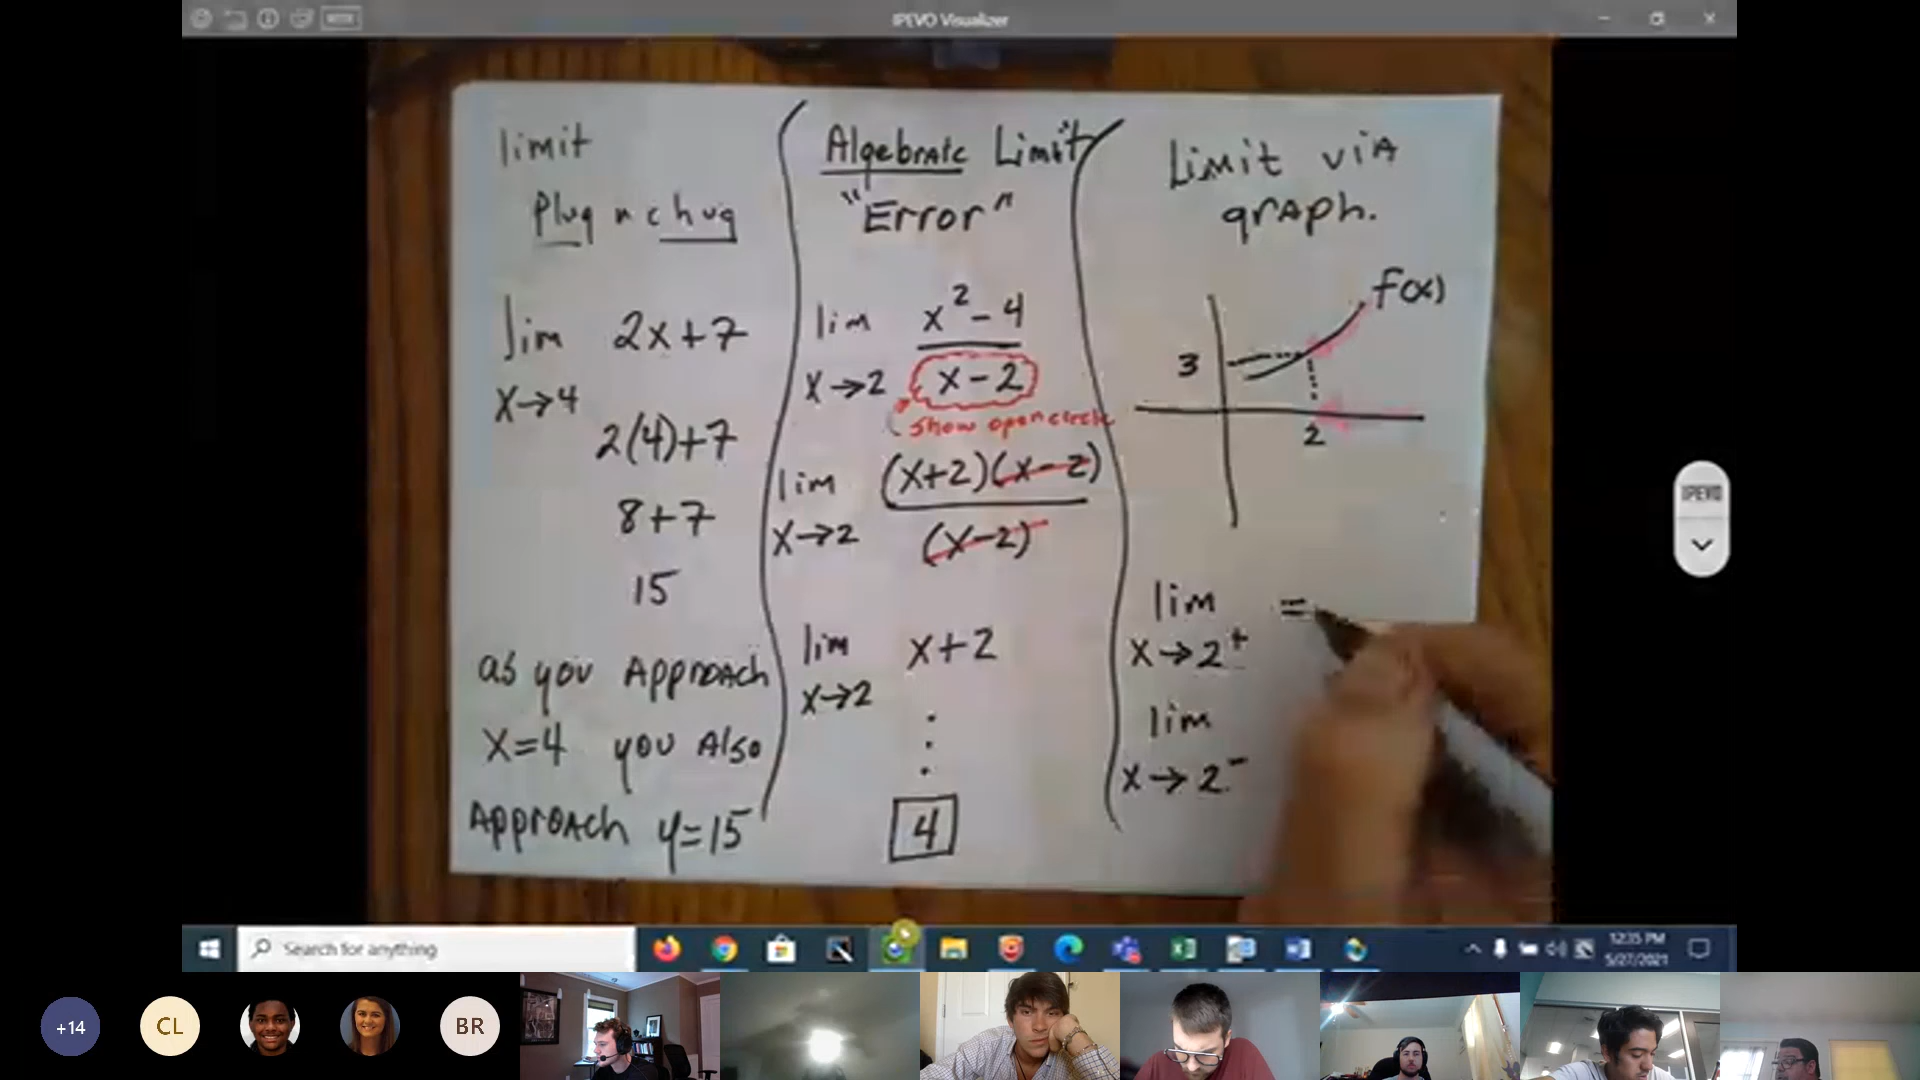 IPEVO Visualizer
limit
Plug n chug
lim 2x+7
x→4
2(4)+7
8+7
15
as you Approach
x=4 you Also
Approach y=15
Algebraic Limit
"Error"
lim x²-4
x→2 x-2
show open circle
lim (x+2)(x-2)
x→2 (x-2)
lim x+2
x→2
4
Limit via
graph.
f(x)
3
2
lim =
x→2⁺
lim
x→2⁻
IPEVO
Search for anything
12:35 PM
5/27/2021
+14
CL
BR